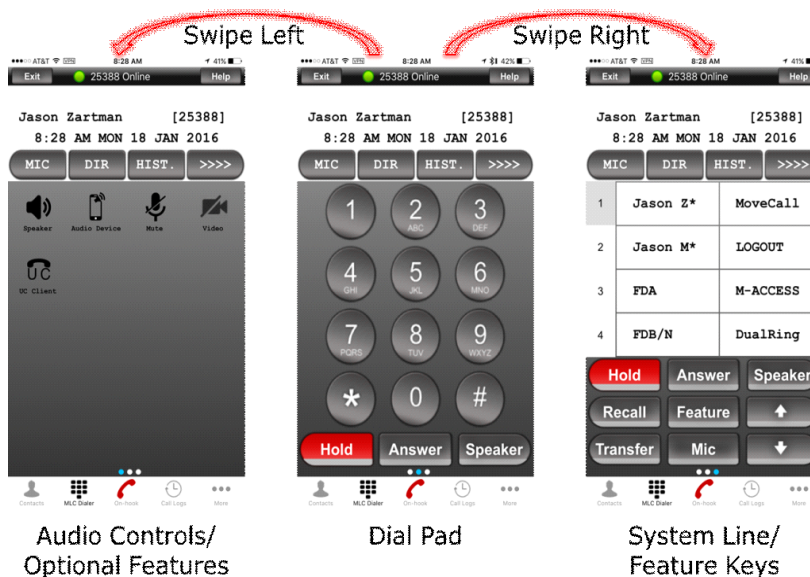 Swipe Left
Swipe Right
AT&T VPN 8:28 AM 41%
Exit 25388 Online Help
Jason Zartman [25388]
8:28 AM MON 18 JAN 2016
MIC DIR HIST. >>>>
Speaker Audio Device Mute Video
UC
UC Client
Contacts MLC Dialer On-hook Call Logs More
Audio Controls/
Optional Features
AT&T VPN 8:28 AM 42%
Exit 25388 Online Help
Jason Zartman [25388]
8:28 AM MON 18 JAN 2016
MIC DIR HIST. >>>>
1 2 3
ABC DEF
4 5 6
GHI JKL MNO
7 8 9
PQRS TUV WXYZ
* 0 #
Hold Answer Speaker
Contacts MLC Dialer On-hook Call Logs More
Dial Pad
AT&T VPN 8:28 AM 41%
Exit 25388 Online Help
Jason Zartman [25388]
8:28 AM MON 18 JAN 2016
MIC DIR HIST. >>>>
1 Jason Z* MoveCall
2 Jason M* LOGOUT
3 FDA M-ACCESS
4 FDB/N DualRing
Hold Answer Speaker
Recall Feature
Transfer Mic
Contacts MLC Dialer On-hook Call Logs More
System Line/
Feature Keys